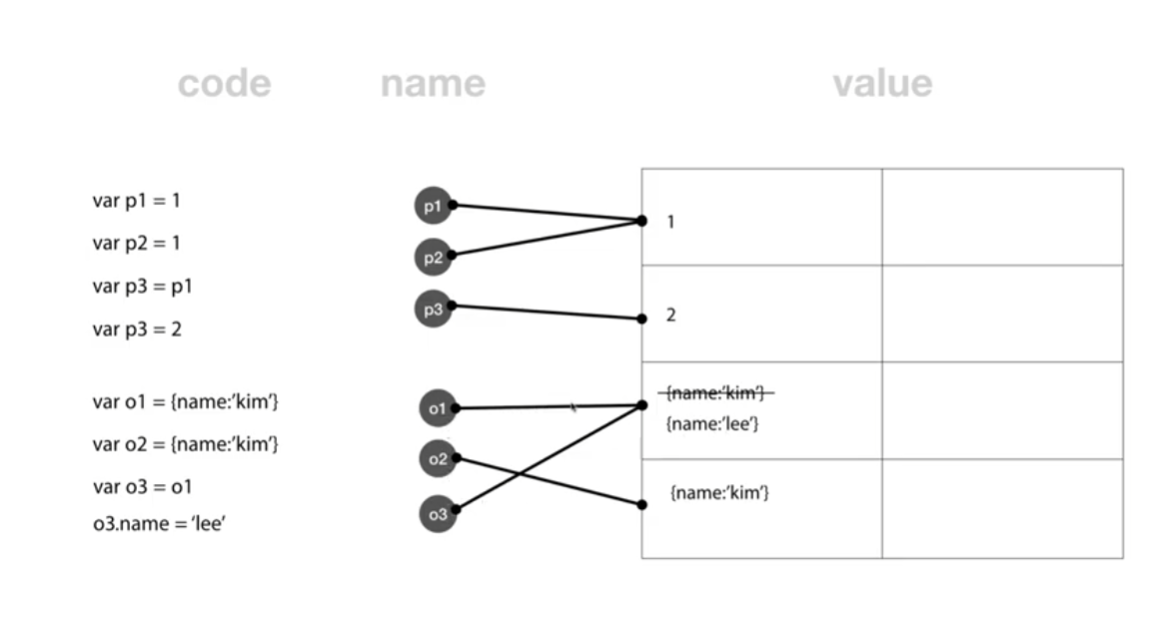 code name value
var p1 = 1
var p2 = 1
var p3 = p1
var p3 = 2
var o1 = {name:’kim’}
var o2 = {name:’kim’}
var o3 = o1
o3.name = ‘lee’
p1
p2
p3
o1
o2
o3
1
2
{name:’kim’}
{name:’lee’}
{name:’kim’}